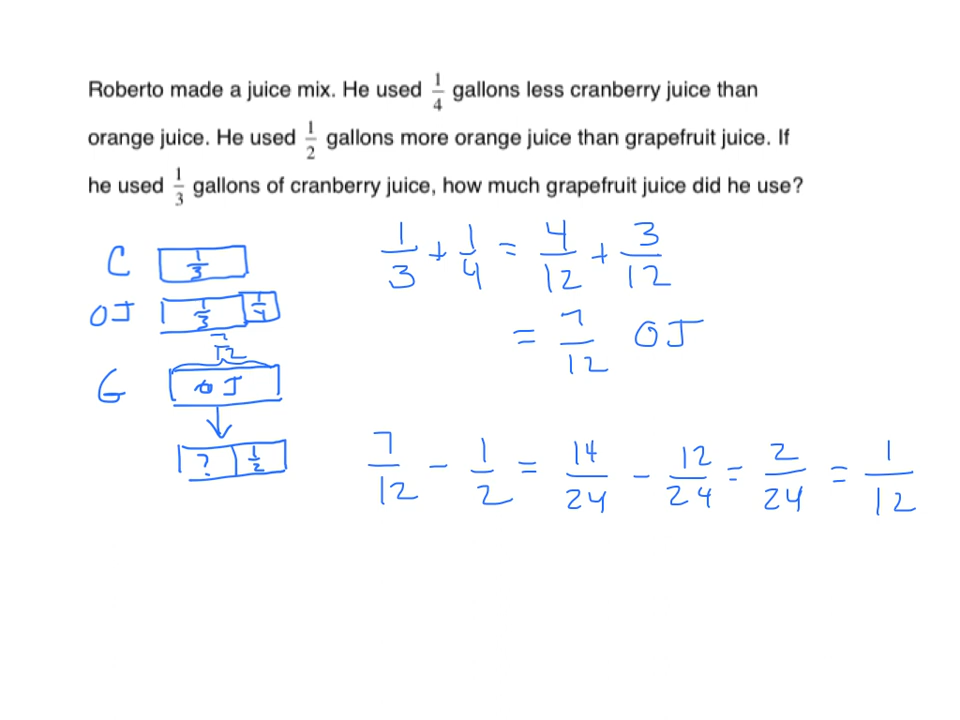 Roberto made a juice mix. He used 1/4 gallons less cranberry juice than
orange juice. He used 1/2 gallons more orange juice than grapefruit juice. If
he used 1/3 gallons of cranberry juice, how much grapefruit juice did he use?
C 1/3
1/3 + 1/4 = 4/12 + 3/12
OJ 1/3 1/4
= 7/12 OJ
7/12
G OJ
? 1/2
7/12 - 1/2 = 14/24 - 12/24 = 2/24 = 1/12